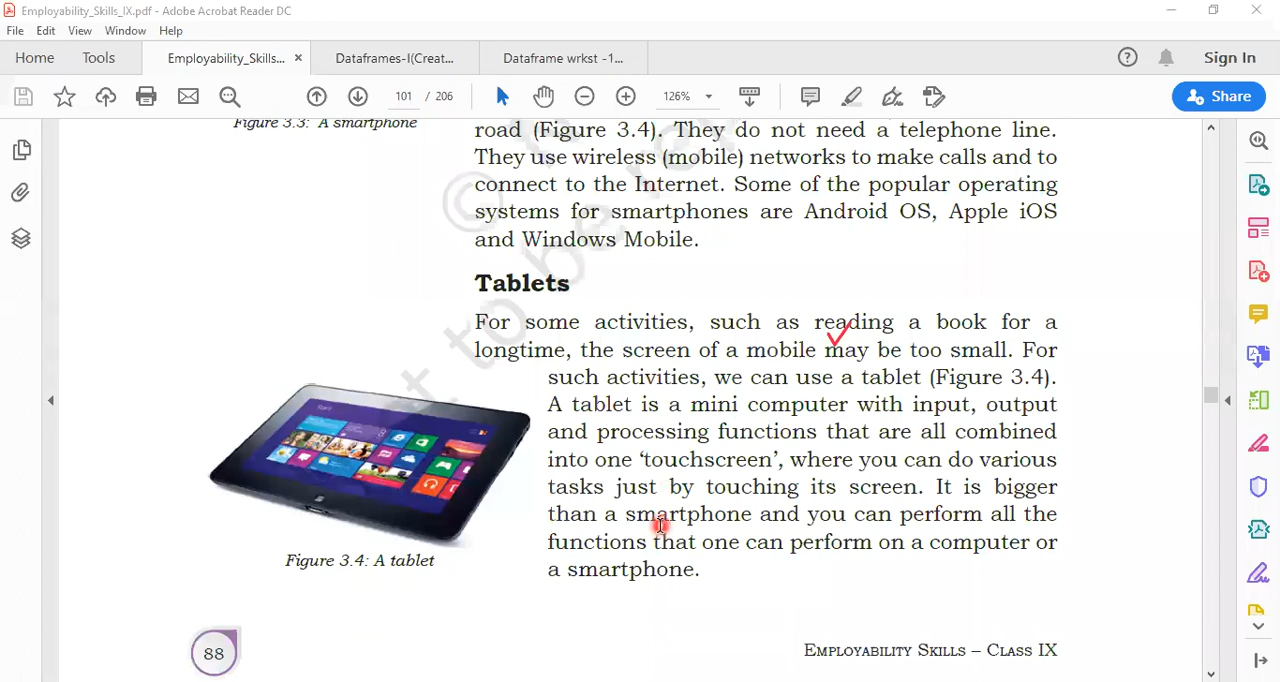 Employability_Skills_IX.pdf - Adobe Acrobat Reader DC
File Edit View Window Help
Home Tools Employability_Skills... × Dataframes-I(Creat... Dataframe wrkst -1... Sign In
101 / 206 126% Share
Figure 3.3: A smartphone
road (Figure 3.4). They do not need a telephone line.
They use wireless (mobile) networks to make calls and to
connect to the Internet. Some of the popular operating
systems for smartphones are Android OS, Apple iOS
and Windows Mobile.
Tablets
For some activities, such as reading a book for a
longtime, the screen of a mobile may be too small. For
such activities, we can use a tablet (Figure 3.4).
A tablet is a mini computer with input, output
and processing functions that are all combined
into one ‘touchscreen’, where you can do various
tasks just by touching its screen. It is bigger
than a smartphone and you can perform all the
functions that one can perform on a computer or
a smartphone.
Start
Figure 3.4: A tablet
88
Employability Skills – Class IX
© 
not to be rep